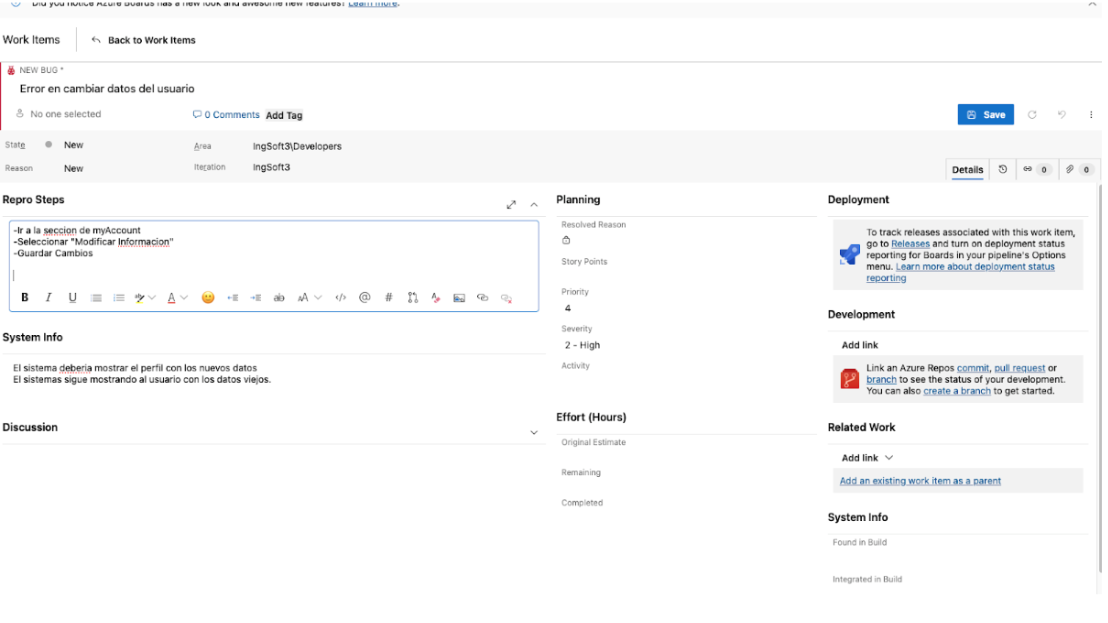 Did you notice Azure Boards has a new look and awesome new features? Learn more.
Work Items
Back to Work Items
NEW BUG *
Error en cambiar datos del usuario
No one selected
0 Comments
Add Tag
Save
State
New
Area
IngSoft3\Developers
Reason
New
Iteration
IngSoft3
Details
0
0
Repro Steps
-Ir a la seccion de myAccount
-Seleccionar "Modificar Informacion"
-Guardar Cambios
B I U
System Info
El sistema deberia mostrar el perfil con los nuevos datos
El sistemas sigue mostrando al usuario con los datos viejos.
Discussion
Planning
Resolved Reason
Story Points
Priority
4
Severity
2 - High
Activity
Effort (Hours)
Original Estimate
Remaining
Completed
Deployment
To track releases associated with this work item,
go to Releases and turn on deployment status
reporting for Boards in your pipeline's Options
menu. Learn more about deployment status
reporting
Development
Add link
Link an Azure Repos commit, pull request or
branch to see the status of your development.
You can also create a branch to get started.
Related Work
Add link
Add an existing work item as a parent
System Info
Found in Build
Integrated in Build